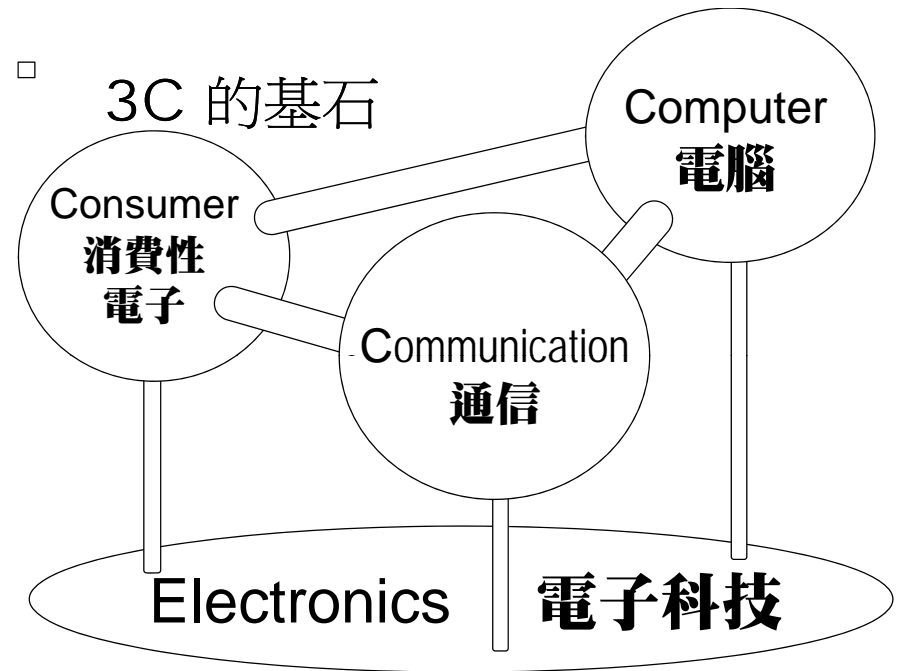 3C 的基石
Computer
電腦
Consumer
消費性
電子
Communication
通信
Electronics 電子科技